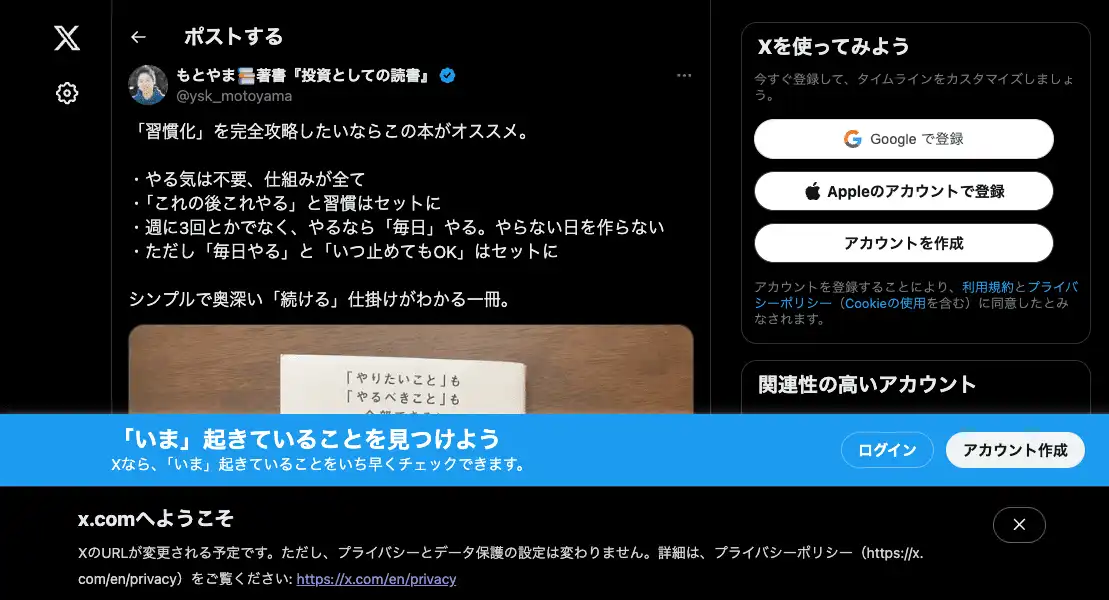 ポストする
もとやま📚著書『投資としての読書』
@ysk_motoyama
「習慣化」を完全攻略したいならこの本がオススメ。
・やる気は不要、仕組みが全て
・「これの後これやる」と習慣はセットに
・週に3回とかでなく、やるなら「毎日」やる。やらない日を作らない
・ただし「毎日やる」と「いつ止めてもOK」はセットに
シンプルで奥深い「続ける」仕掛けがわかる一冊。
「やりたいこと」も
「やるべきこと」も
Xを使ってみよう
今すぐ登録して、タイムラインをカスタマイズしましょ
う。
Google で登録
Appleのアカウントで登録
アカウントを作成
アカウントを登録することにより、利用規約とプライバ
シーポリシー（Cookieの使用を含む）に同意したとみ
なされます。
関連性の高いアカウント
「いま」起きていることを見つけよう
Xなら、「いま」起きていることをいち早くチェックできます。
ログイン
アカウント作成
x.comへようこそ
XのURLが変更される予定です。ただし、プライバシーとデータ保護の設定は変わりません。詳細は、プライバシーポリシー（https://x.
com/en/privacy）をご覧ください: https://x.com/en/privacy